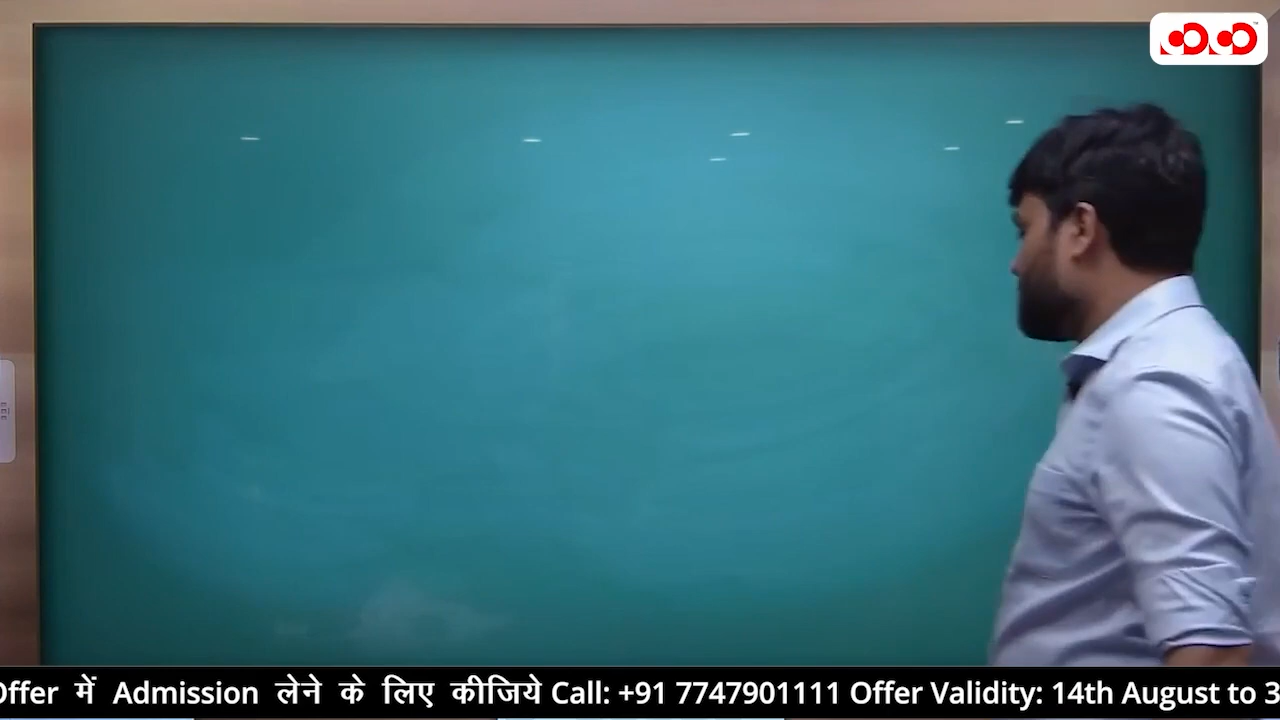 Offer में Admission लेने के लिए कीजिये Call: +91 7747901111 Offer Validity: 14th August to 3